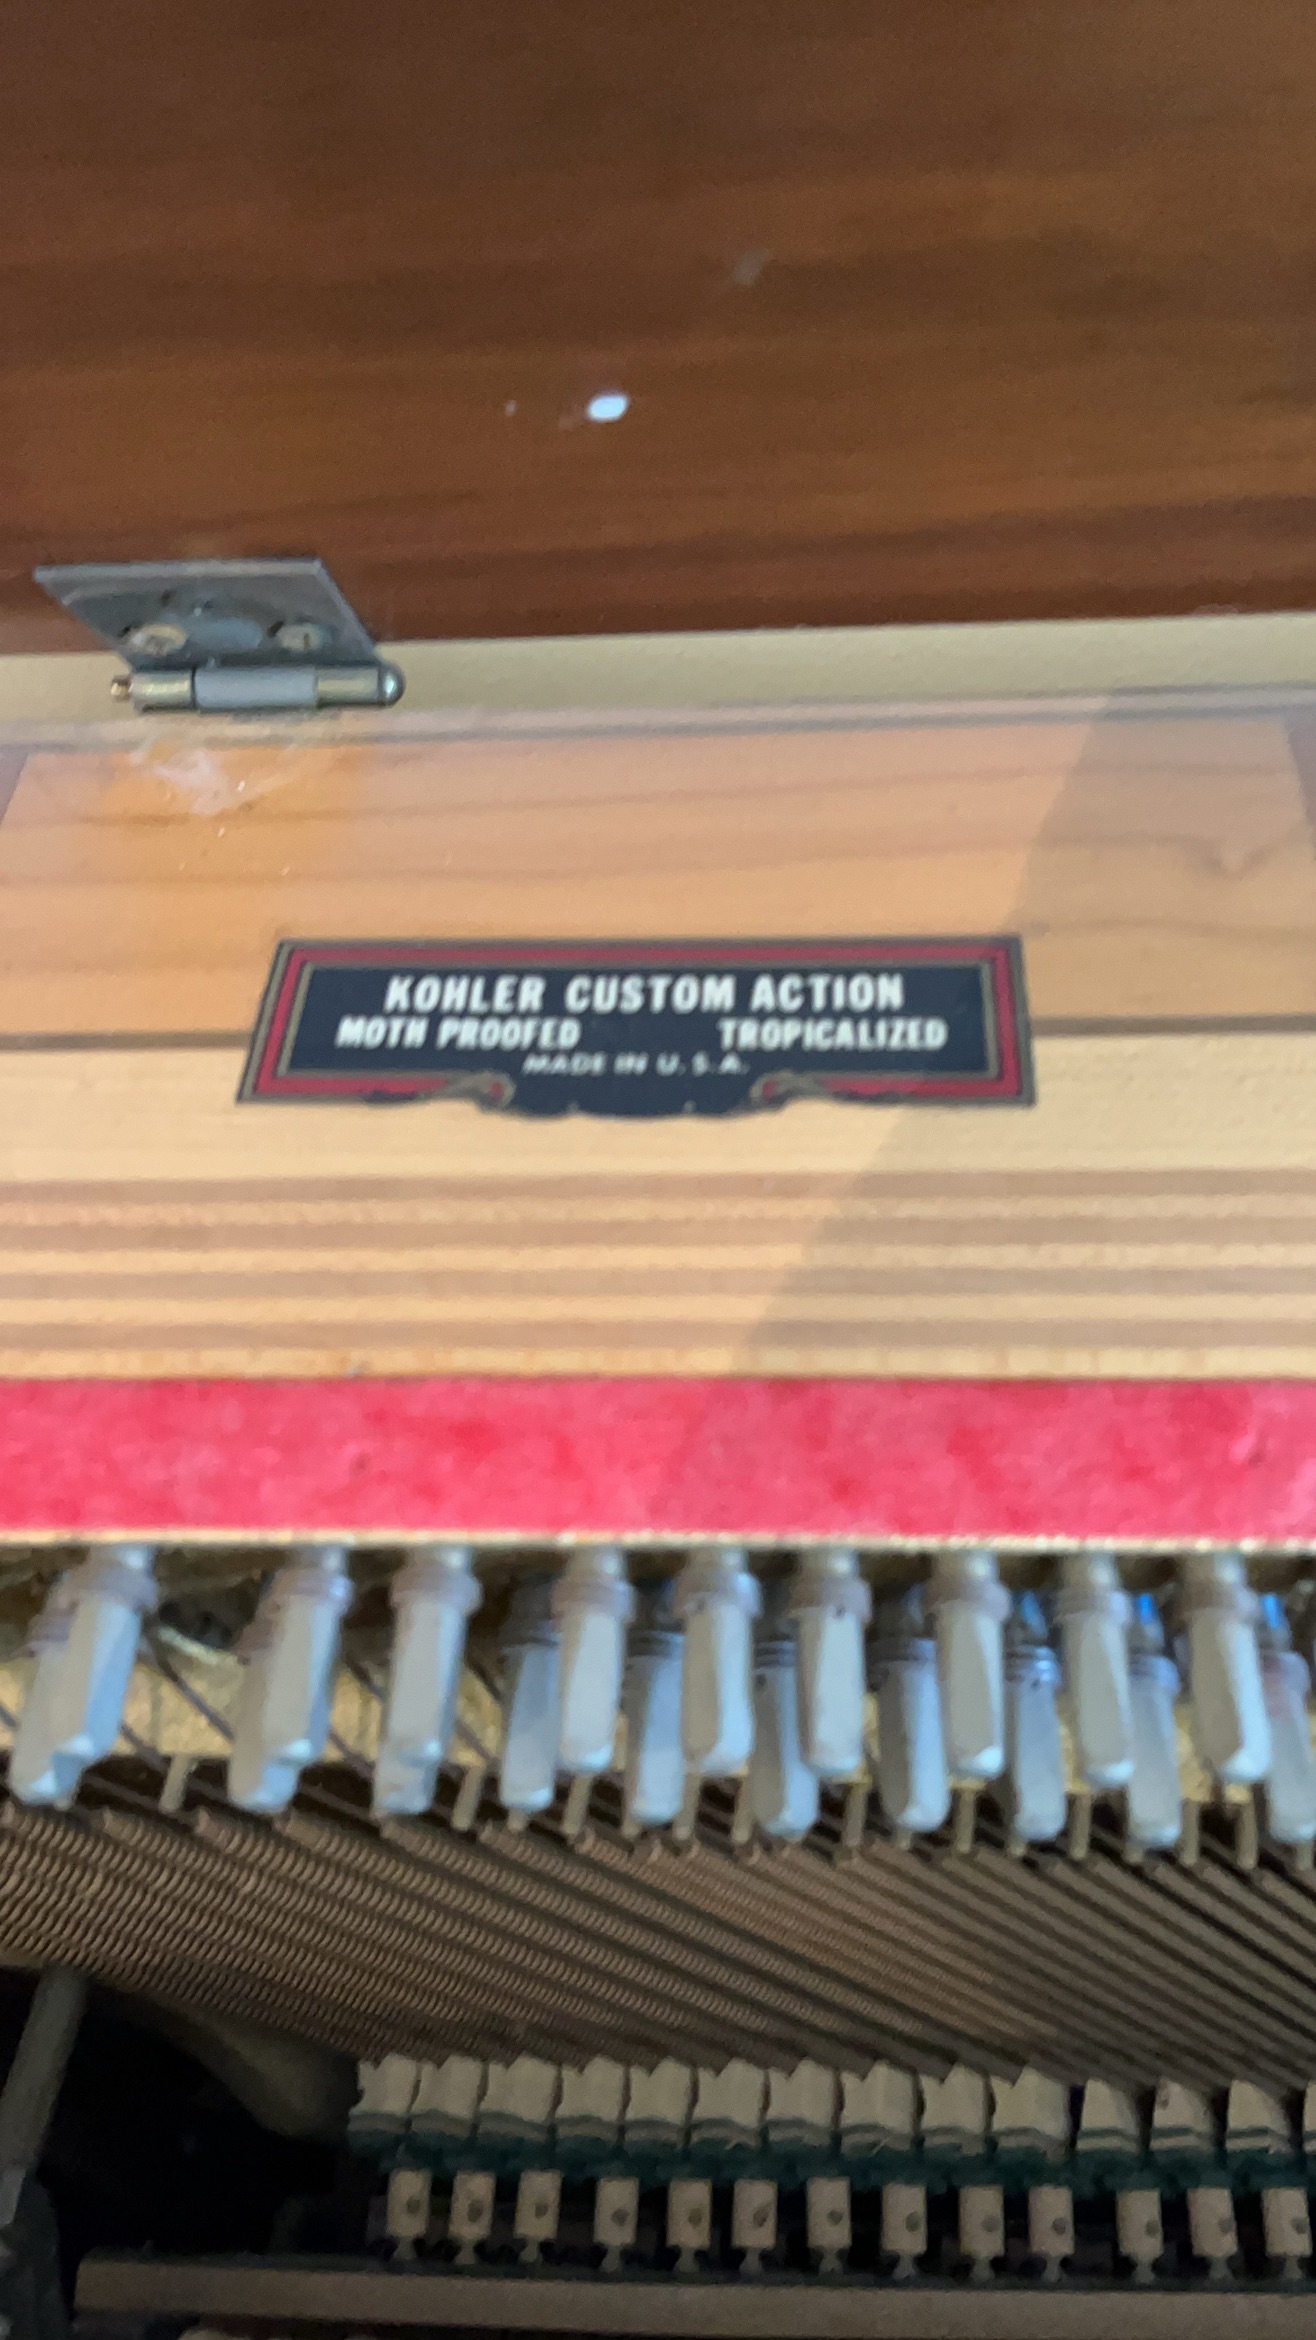 KOHLER CUSTOM ACTION
MOTH PROOFED TROPICALIZED
MADE IN U.S.A.